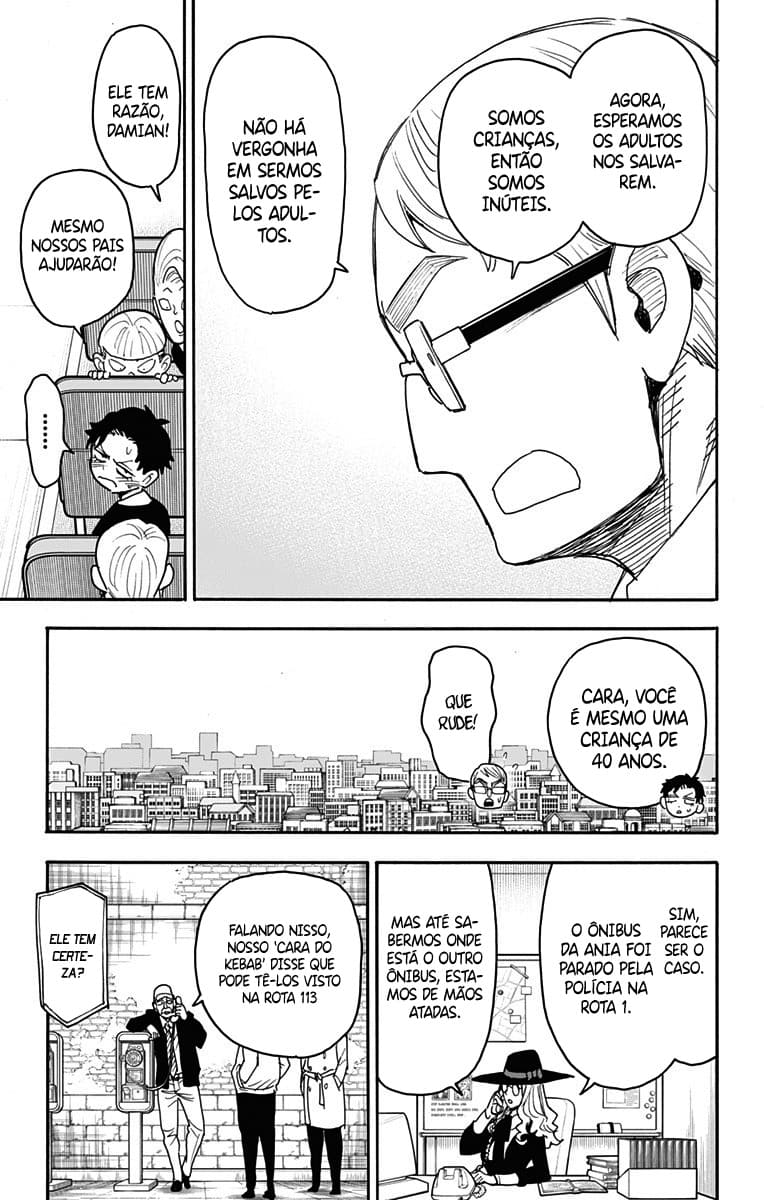 AGORA,
ESPERAMOS
OS ADULTOS
NOS SALVA-
REM.
SOMOS
CRIANÇAS,
ENTÃO
SOMOS
INÚTEIS.
NÃO HÁ
VERGONHA
EM SERMOS
SALVOS PE-
LOS ADUL-
TOS.
ELE TEM
RAZÃO,
DAMIAN!
MESMO
NOSSOS PAIS
AJUDARÃO!
......
CARA, VOCÊ
É MESMO UMA
CRIANÇA DE
40 ANOS.
QUE
RUDE!
SIM,
PARECE
SER O
CASO.
O ÔNIBUS
DA ANIA FOI
PARADO PELA
POLÍCIA NA
ROTA 1.
MAS ATÉ SA-
BERMOS ONDE
ESTÁ O OUTRO
ÔNIBUS, ESTA-
MOS DE MÃOS
ATADAS.
FALANDO NISSO,
NOSSO 'CARA DO
KEBAB' DISSE QUE
PODE TÊ-LOS VISTO
NA ROTA 113
ELE TEM
CERTE-
ZA?